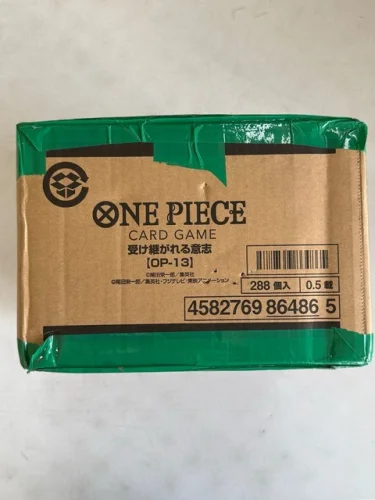 ONE PIECE
CARD GAME
受け継がれる意志
【OP-13】
©尾田栄一郎／集英社
©尾田栄一郎／集英社・フジテレビ・東映アニメーション
288 個入
0.5 載
4582769 86486 5